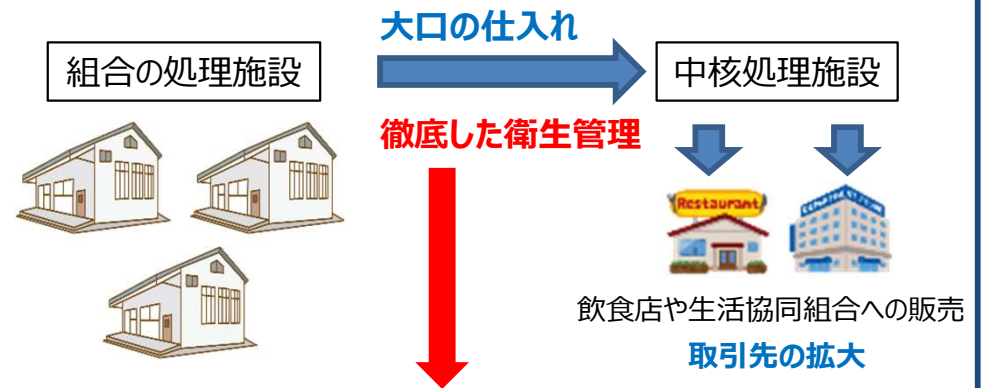 大口の仕入れ
組合の処理施設
中核処理施設
徹底した衛生管理
Restaurant
DEPARTMENT STORE
飲食店や生活協同組合への販売
取引先の拡大